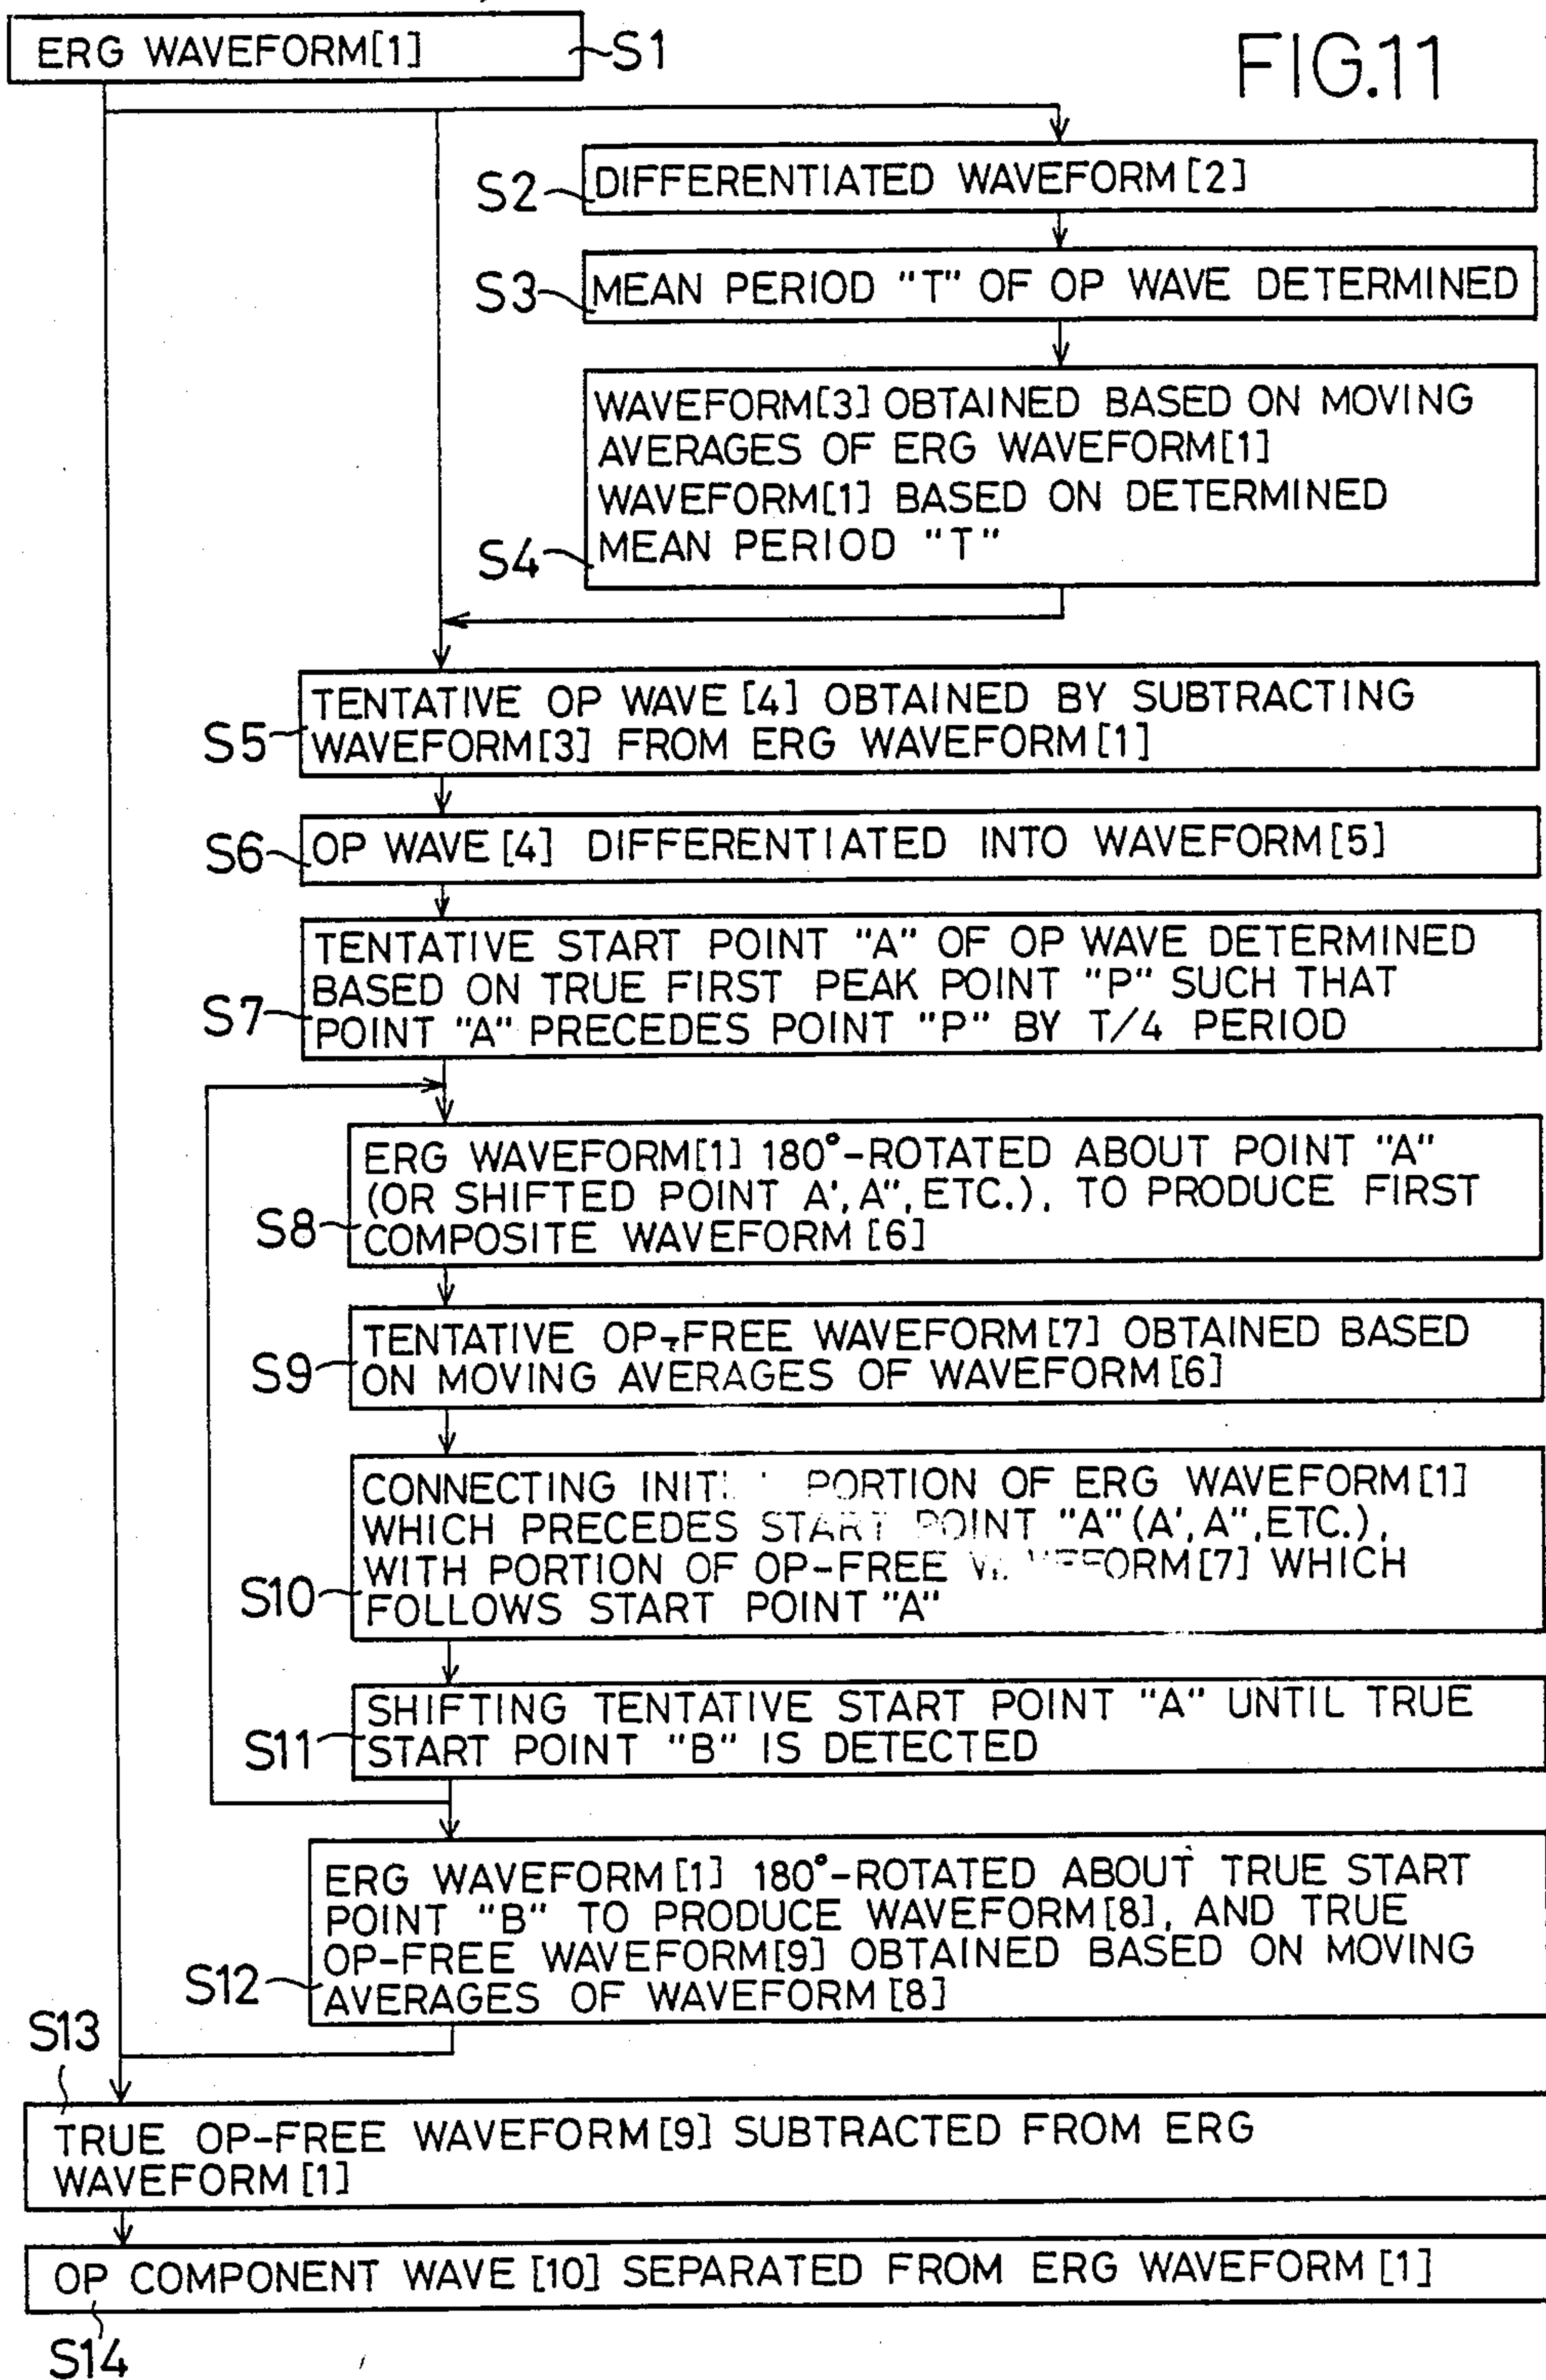 ERG WAVEFORM[1]
S1
FIG.11
S2
DIFFERENTIATED WAVEFORM[2]
S3
MEAN PERIOD "T" OF OP WAVE DETERMINED
WAVEFORM[3] OBTAINED BASED ON MOVING
AVERAGES OF ERG WAVEFORM[1]
WAVEFORM[1] BASED ON DETERMINED
MEAN PERIOD "T"
S4
TENTATIVE OP WAVE[4] OBTAINED BY SUBTRACTING
WAVEFORM[3] FROM ERG WAVEFORM[1]
S5
S6
OP WAVE[4] DIFFERENTIATED INTO WAVEFORM[5]
TENTATIVE START POINT "A" OF OP WAVE DETERMINED
BASED ON TRUE FIRST PEAK POINT "P" SUCH THAT
POINT "A" PRECEDES POINT "P" BY T/4 PERIOD
S7
ERG WAVEFORM[1] 180°-ROTATED ABOUT POINT "A"
(OR SHIFTED POINT A', A", ETC.), TO PRODUCE FIRST
COMPOSITE WAVEFORM[6]
S8
TENTATIVE OP-FREE WAVEFORM[7] OBTAINED BASED
ON MOVING AVERAGES OF WAVEFORM[6]
S9
CONNECTING PORTION OF ERG WAVEFORM[1]
WHICH PRECEDES START POINT "A"(A', A", ETC.),
WITH PORTION OF OP-FREE WAVEFORM[7] WHICH
FOLLOWS START POINT "A"
S10
SHIFTING TENTATIVE START POINT "A" UNTIL TRUE
START POINT "B" IS DETECTED
S11
ERG WAVEFORM[1] 180°-ROTATED ABOUT TRUE START
POINT "B" TO PRODUCE WAVEFORM[8], AND TRUE
OP-FREE WAVEFORM[9] OBTAINED BASED ON MOVING
AVERAGES OF WAVEFORM[8]
S12
S13
TRUE OP-FREE WAVEFORM[9] SUBTRACTED FROM ERG
WAVEFORM[1]
OP COMPONENT WAVE [10] SEPARATED FROM ERG WAVEFORM [1]
S14